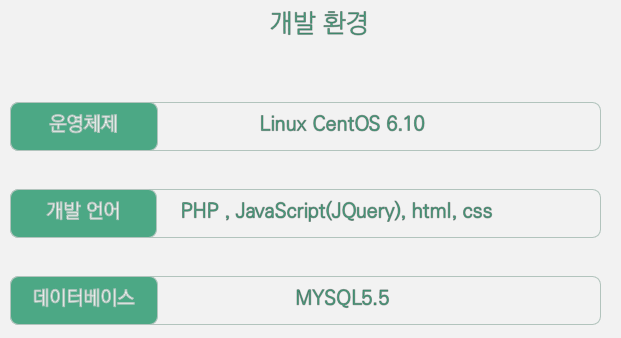 개발 환경
운영체제 Linux CentOS 6.10
개발 언어 PHP , JavaScript(JQuery), html, css
데이터베이스 MYSQL5.5